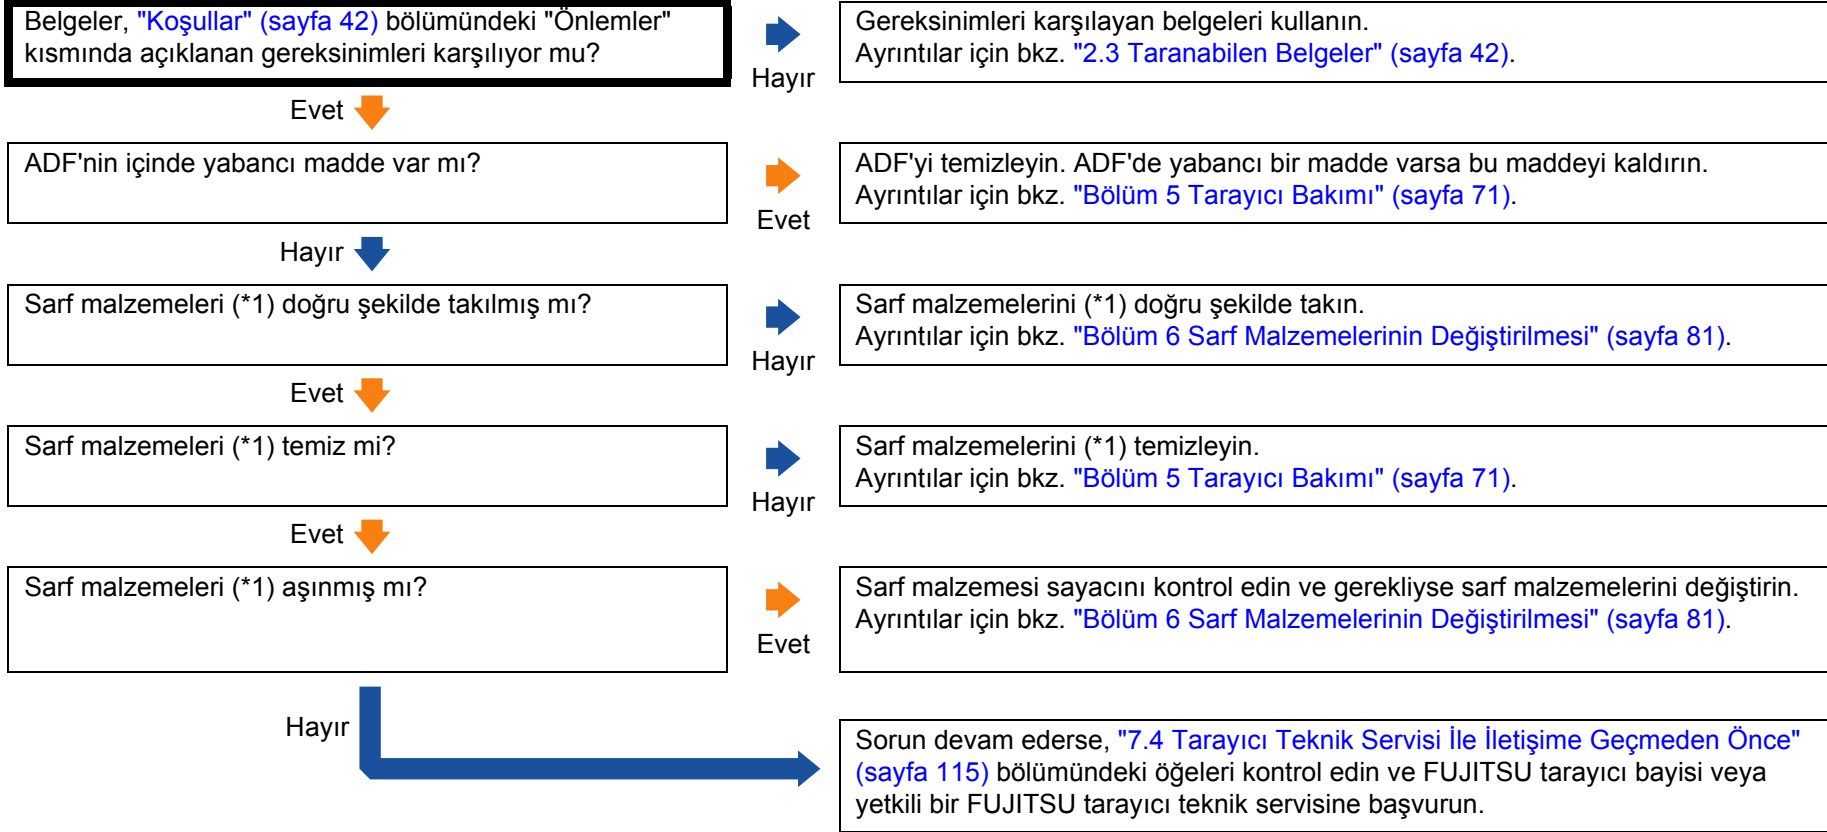 Belgeler, "Koşullar" (sayfa 42) bölümündeki "Önlemler"
kısmında açıklanan gereksinimleri karşılıyor mu?
Hayır
Gereksinimleri karşılayan belgeleri kullanın.
Ayrıntılar için bkz. "2.3 Taranabilen Belgeler" (sayfa 42).
Evet
ADF'nin içinde yabancı madde var mı?
Evet
ADF'yi temizleyin. ADF'de yabancı bir madde varsa bu maddeyi kaldırın.
Ayrıntılar için bkz. "Bölüm 5 Tarayıcı Bakımı" (sayfa 71).
Hayır
Sarf malzemeleri (*1) doğru şekilde takılmış mı?
Hayır
Sarf malzemelerini (*1) doğru şekilde takın.
Ayrıntılar için bkz. "Bölüm 6 Sarf Malzemelerinin Değiştirilmesi" (sayfa 81).
Evet
Sarf malzemeleri (*1) temiz mi?
Hayır
Sarf malzemelerini (*1) temizleyin.
Ayrıntılar için bkz. "Bölüm 5 Tarayıcı Bakımı" (sayfa 71).
Evet
Sarf malzemeleri (*1) aşınmış mı?
Evet
Sarf malzemesi sayacını kontrol edin ve gerekliyse sarf malzemelerini değiştirin.
Ayrıntılar için bkz. "Bölüm 6 Sarf Malzemelerinin Değiştirilmesi" (sayfa 81).
Hayır
Sorun devam ederse, "7.4 Tarayıcı Teknik Servisi İle İletişime Geçmeden Önce"
(sayfa 115) bölümündeki öğeleri kontrol edin ve FUJITSU tarayıcı bayisi veya
yetkili bir FUJITSU tarayıcı teknik servisine başvurun.